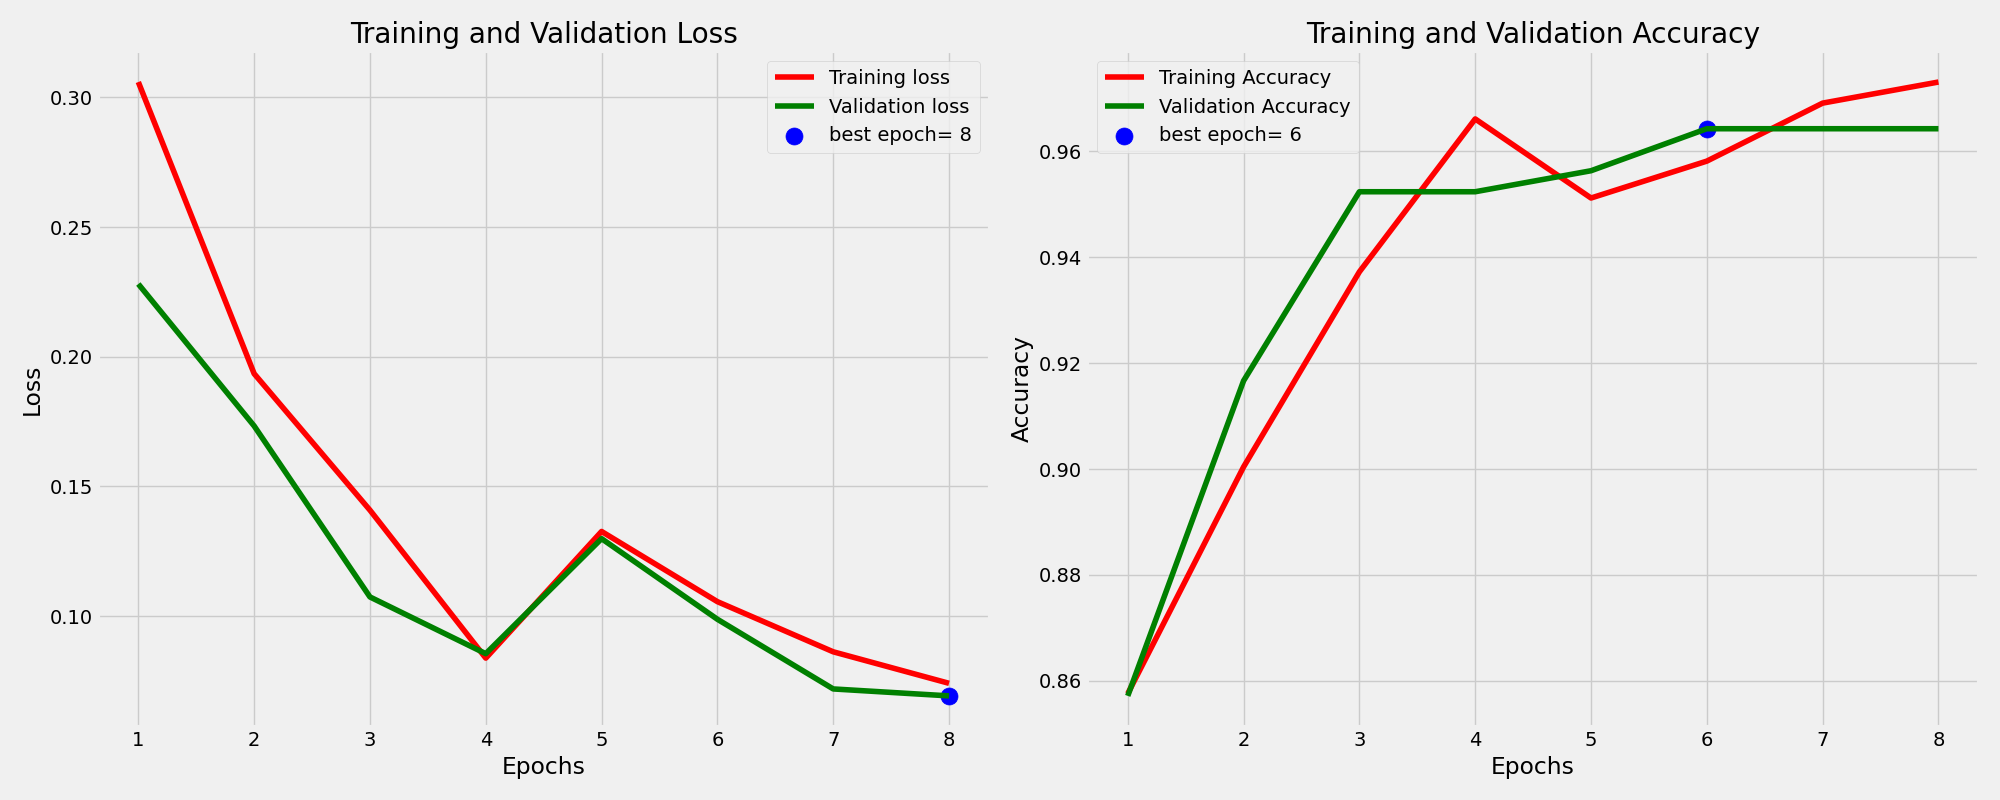 Training and Validation Loss
Training loss
Validation loss
best epoch= 8
0.30
0.25
0.20
0.15
0.10
Loss
1 2 3 4 5 6 7 8
Epochs
Training and Validation Accuracy
Training Accuracy
Validation Accuracy
best epoch= 6
0.96
0.94
0.92
0.90
0.88
0.86
Accuracy
1 2 3 4 5 6 7 8
Epochs